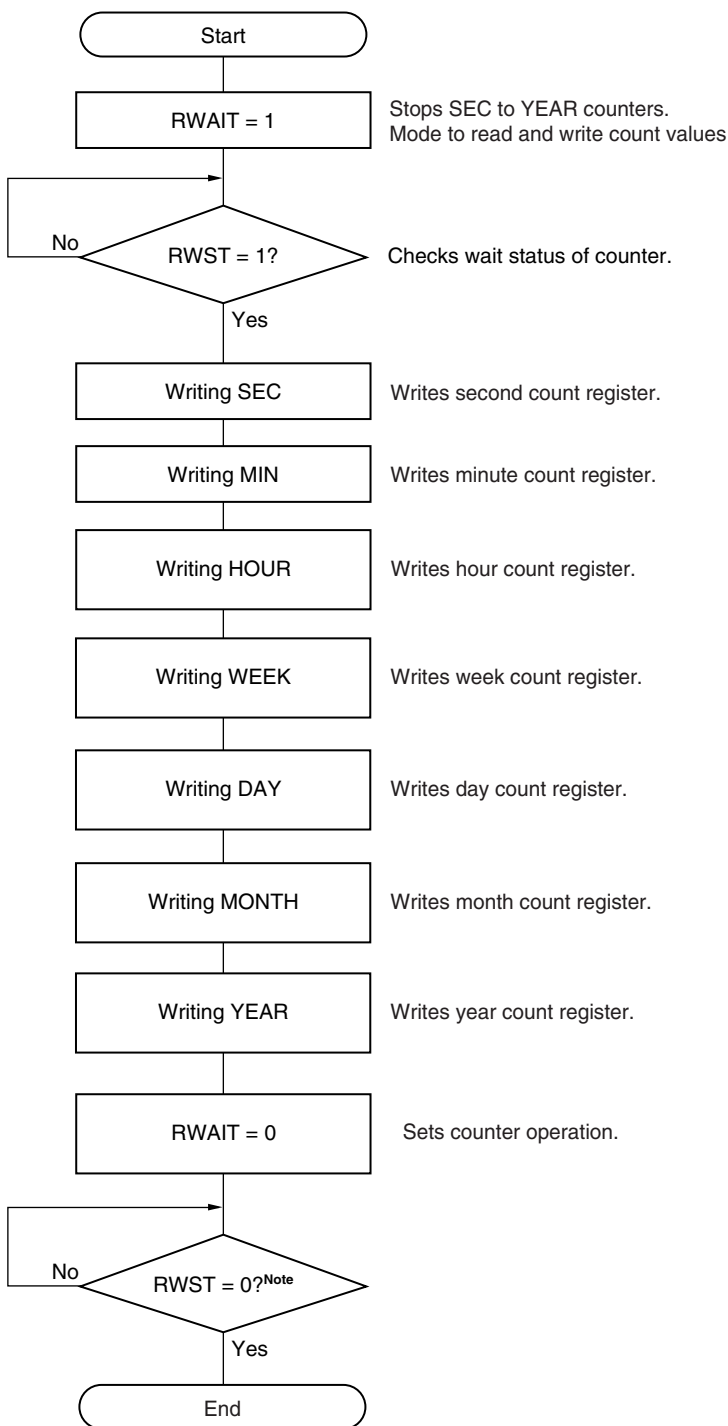 Start
RWAIT = 1
Stops SEC to YEAR counters.
Mode to read and write count values
No
RWST = 1?
Checks wait status of counter.
Yes
Writing SEC
Writes second count register.
Writing MIN
Writes minute count register.
Writing HOUR
Writes hour count register.
Writing WEEK
Writes week count register.
Writing DAY
Writes day count register.
Writing MONTH
Writes month count register.
Writing YEAR
Writes year count register.
RWAIT = 0
Sets counter operation.
No
RWST = 0?Note
Yes
End